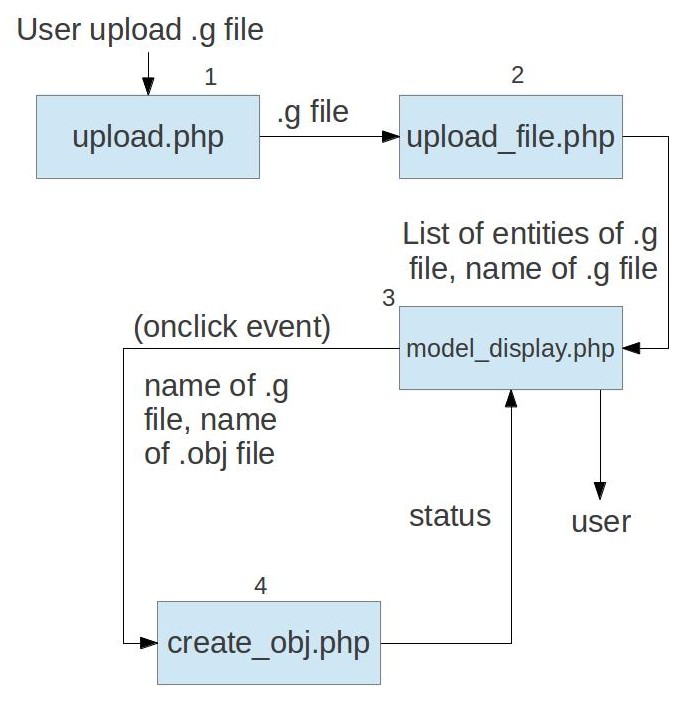 User upload .g file
1
upload.php
.g file
2
upload_file.php
List of entities of .g
file, name of .g file
3
model_display.php
(onclick event)
name of .g
file, name
of .obj file
status
user
4
create_obj.php